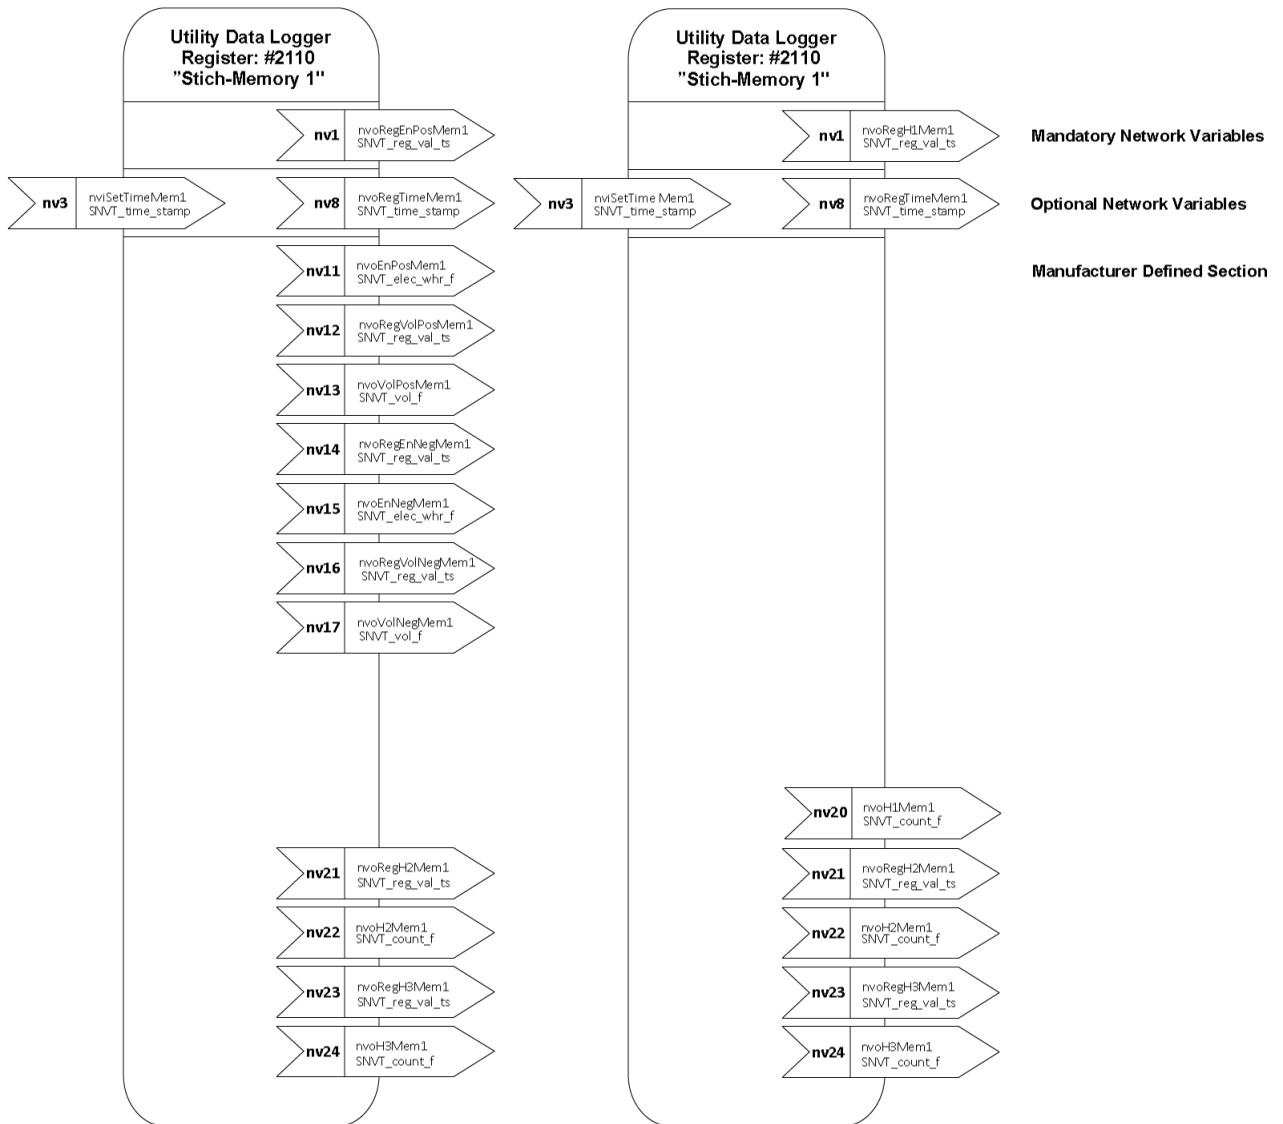 Utility Data Logger
Register: #2110
"Stich-Memory 1"
nv1
nvoRegEnPosMem1
SNVT_reg_val_ts
nv3
nviSetTimeMem1
SNVT_time_stamp
nv8
nvoRegTimeMem1
SNVT_time_stamp
nv11
nvoEnPosMem1
SNVT_elec_whr_f
nv12
nvoRegVolPosMem1
SNVT_reg_val_ts
nv13
nvoVolPosMem1
SNVT_vol_f
nv14
nvoRegEnNegMem1
SNVT_reg_val_ts
nv15
nvoEnNegMem1
SNVT_elec_whr_f
nv16
nvoRegVolNegMem1
SNVT_reg_val_ts
nv17
nvoVolNegMem1
SNVT_vol_f
nv21
nvoRegH2Mem1
SNVT_reg_val_ts
nv22
nvoH2Mem1
SNVT_count_f
nv23
nvoRegH3Mem1
SNVT_reg_val_ts
nv24
nvoH3Mem1
SNVT_count_f
Utility Data Logger
Register: #2110
"Stich-Memory 1"
nv1
nvoRegH1Mem1
SNVT_reg_val_ts
nv3
nviSetTime Mem1
SNVT_time_stamp
nv8
nvoRegTimeMem1
SNVT_time_stamp
nv20
nvoH1Mem1
SNVT_count_f
nv21
nvoRegH2Mem1
SNVT_reg_val_ts
nv22
nvoH2Mem1
SNVT_count_f
nv23
nvoRegH3Mem1
SNVT_reg_val_ts
nv24
nvoH3Mem1
SNVT_count_f
Mandatory Network Variables
Optional Network Variables
Manufacturer Defined Section